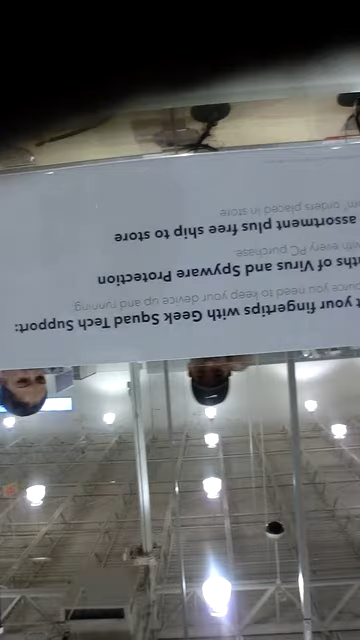 t your fingertips with Geek Squad Tech Support:
ource you need to keep your device up and running.
ths of Virus and Spyware Protection
with every PC purchase.
assortment plus free ship to store
orders placed in store